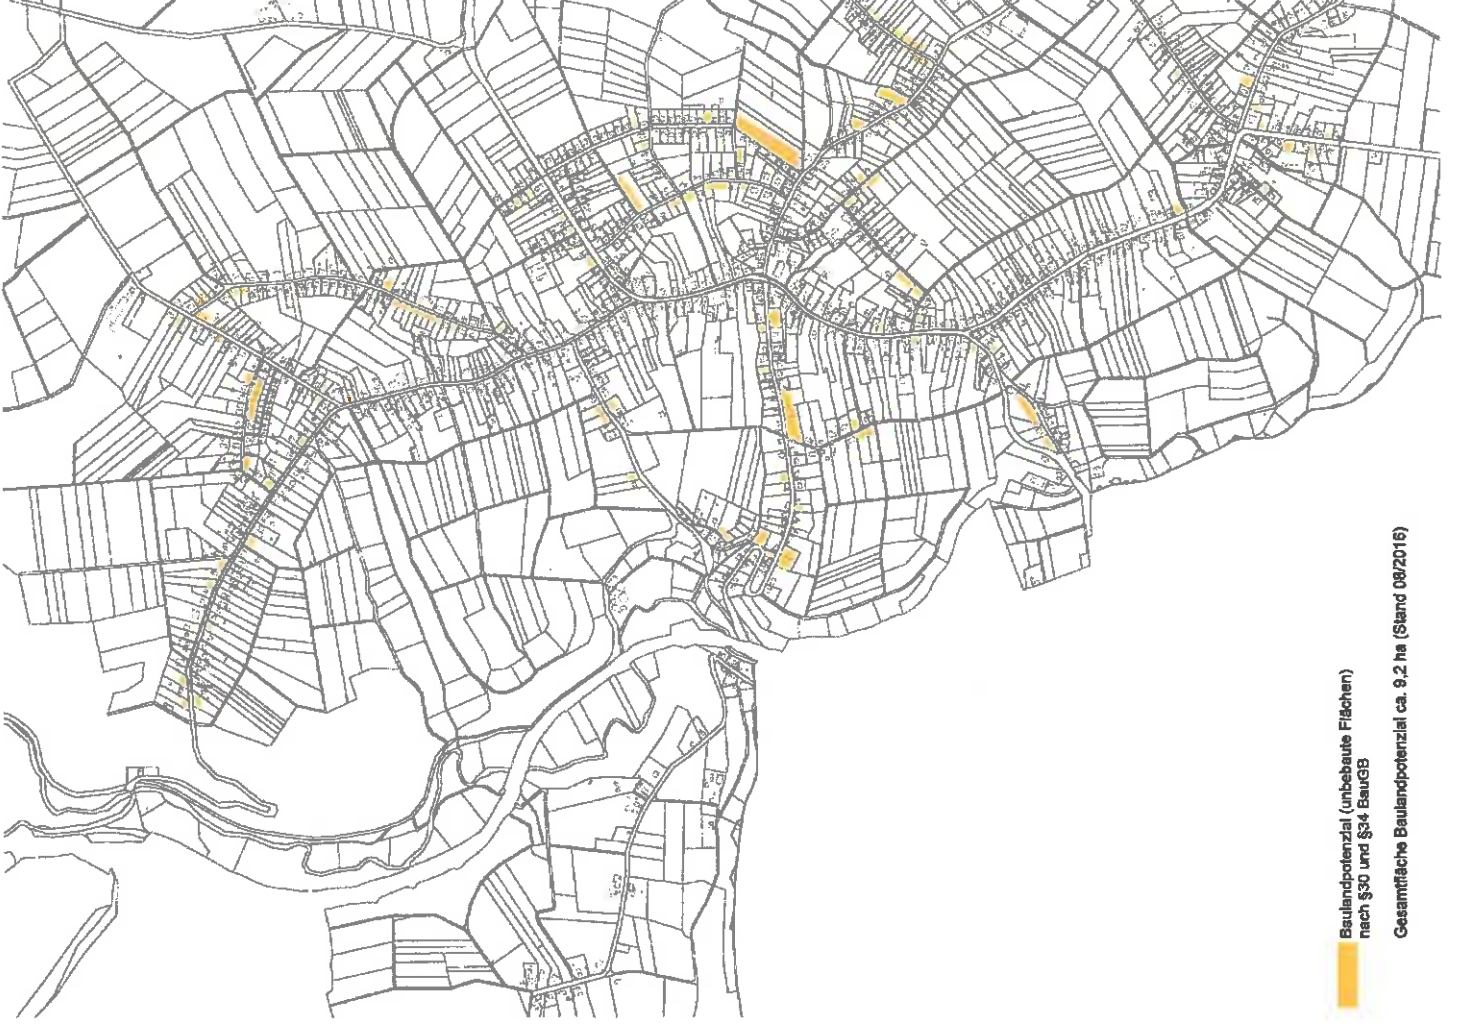 Baulandpotenzial (unbebaute Flächen)
nach §30 und §34 BauGB
Gesamtfläche Baulandpotenzial ca. 9,2 ha (Stand 08/2016)